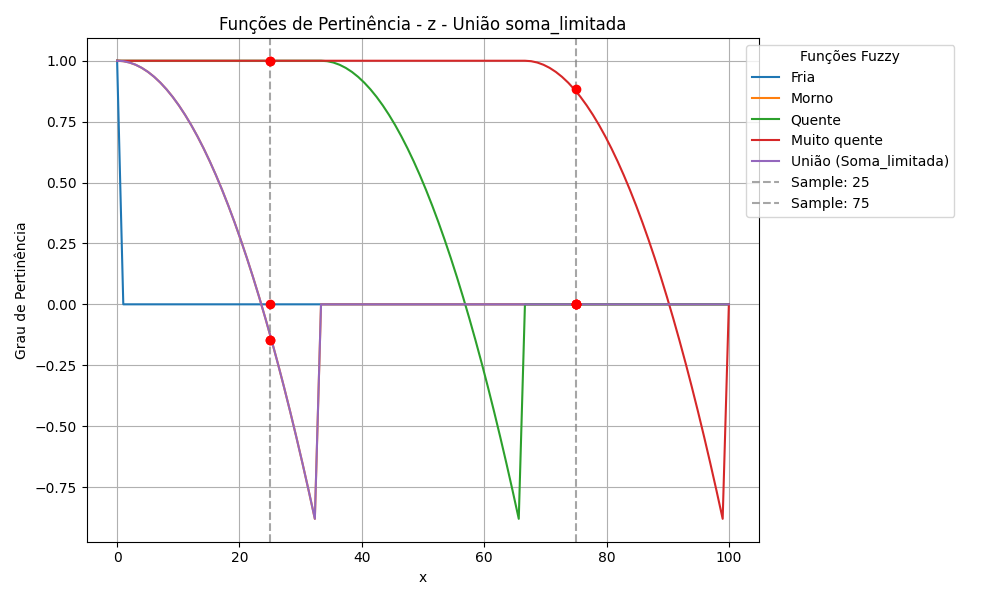 Funções de Pertinência - z - União soma_limitada
Funções Fuzzy
Fria
Morno
Quente
Muito quente
União (Soma_limitada)
Sample: 25
Sample: 75
Grau de Pertinência
1.00
0.75
0.50
0.25
0.00
−0.25
−0.50
−0.75
0 20 40 60 80 100
x